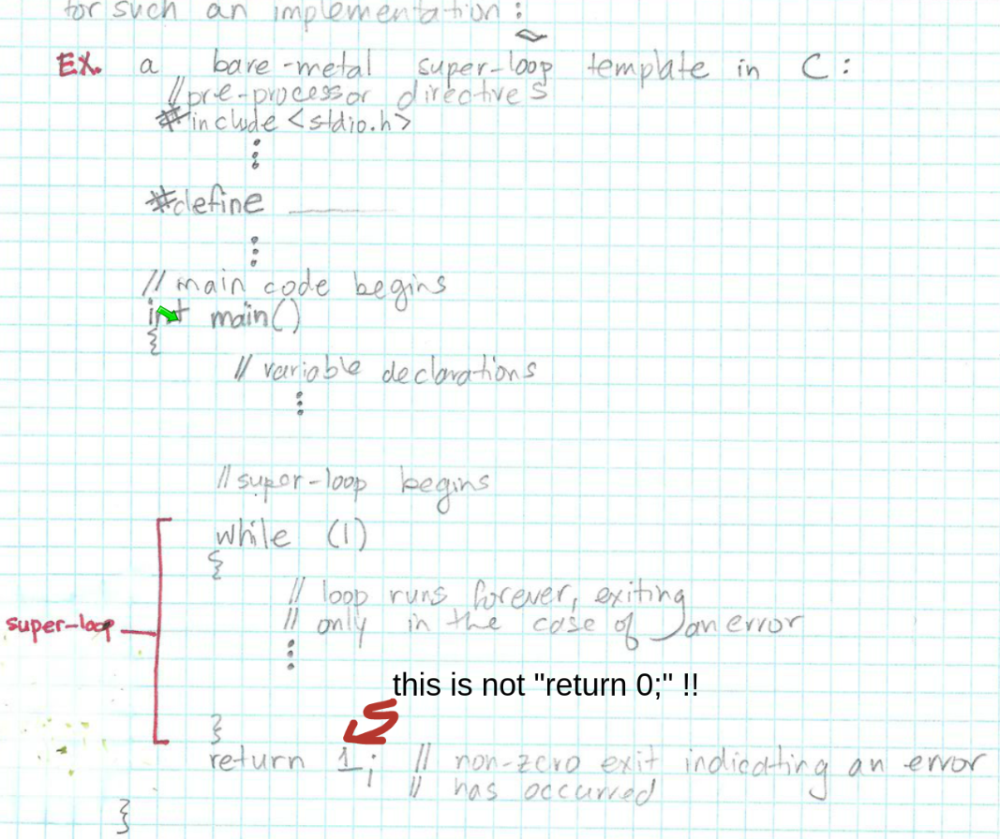 for such an implementation:
EX. a bare-metal super-loop template in C:
//pre-processor directives
#include <stdio.h>
⋮
#define ______
⋮
// main code begins
int main()
{
// variable declarations
⋮
//super-loop begins
while (1)
{
// loop runs forever, exiting
// only in the case of an error
⋮
super-loop
this is not "return 0;" !!
}
return 1; // non-zero exit indicating an error
// has occurred
}